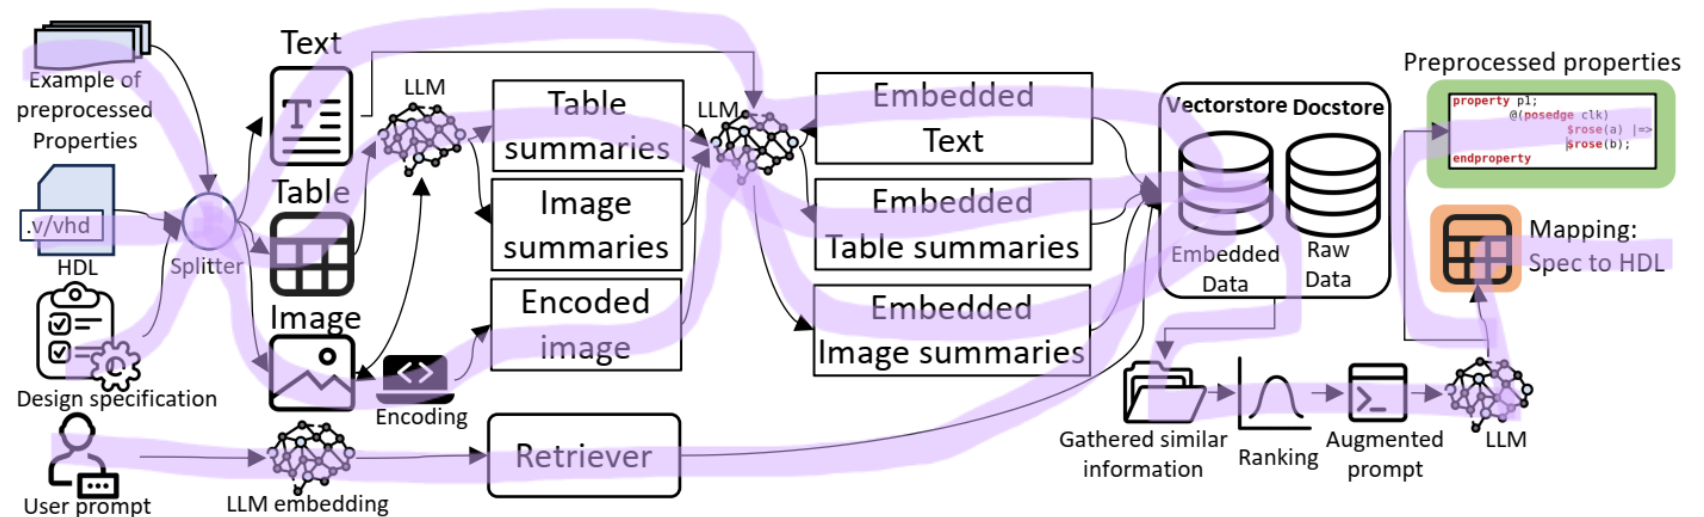 Example of
preprocessed
Properties
.v/vhd
HDL
Design specification
User prompt
Splitter
Text
T
Table
Image
LLM
Encoding
LLM embedding
Table
summaries
Image
summaries
Encoded
image
Retriever
LLM
Embedded
Text
Embedded
Table summaries
Embedded
Image summaries
Vectorstore Docstore
Embedded
Data
Raw
Data
Gathered similar
information
Ranking
Augmented
prompt
LLM
Preprocessed properties
property p1;
@(posedge clk)
$rose(a) |=>
$rose(b);
endproperty
Mapping:
Spec to HDL